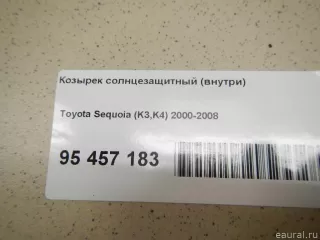 Козырек солнцезащитный (внутри)
Toyota Sequoia (K3,K4) 2000-2008
95 457 183
eaural.ru